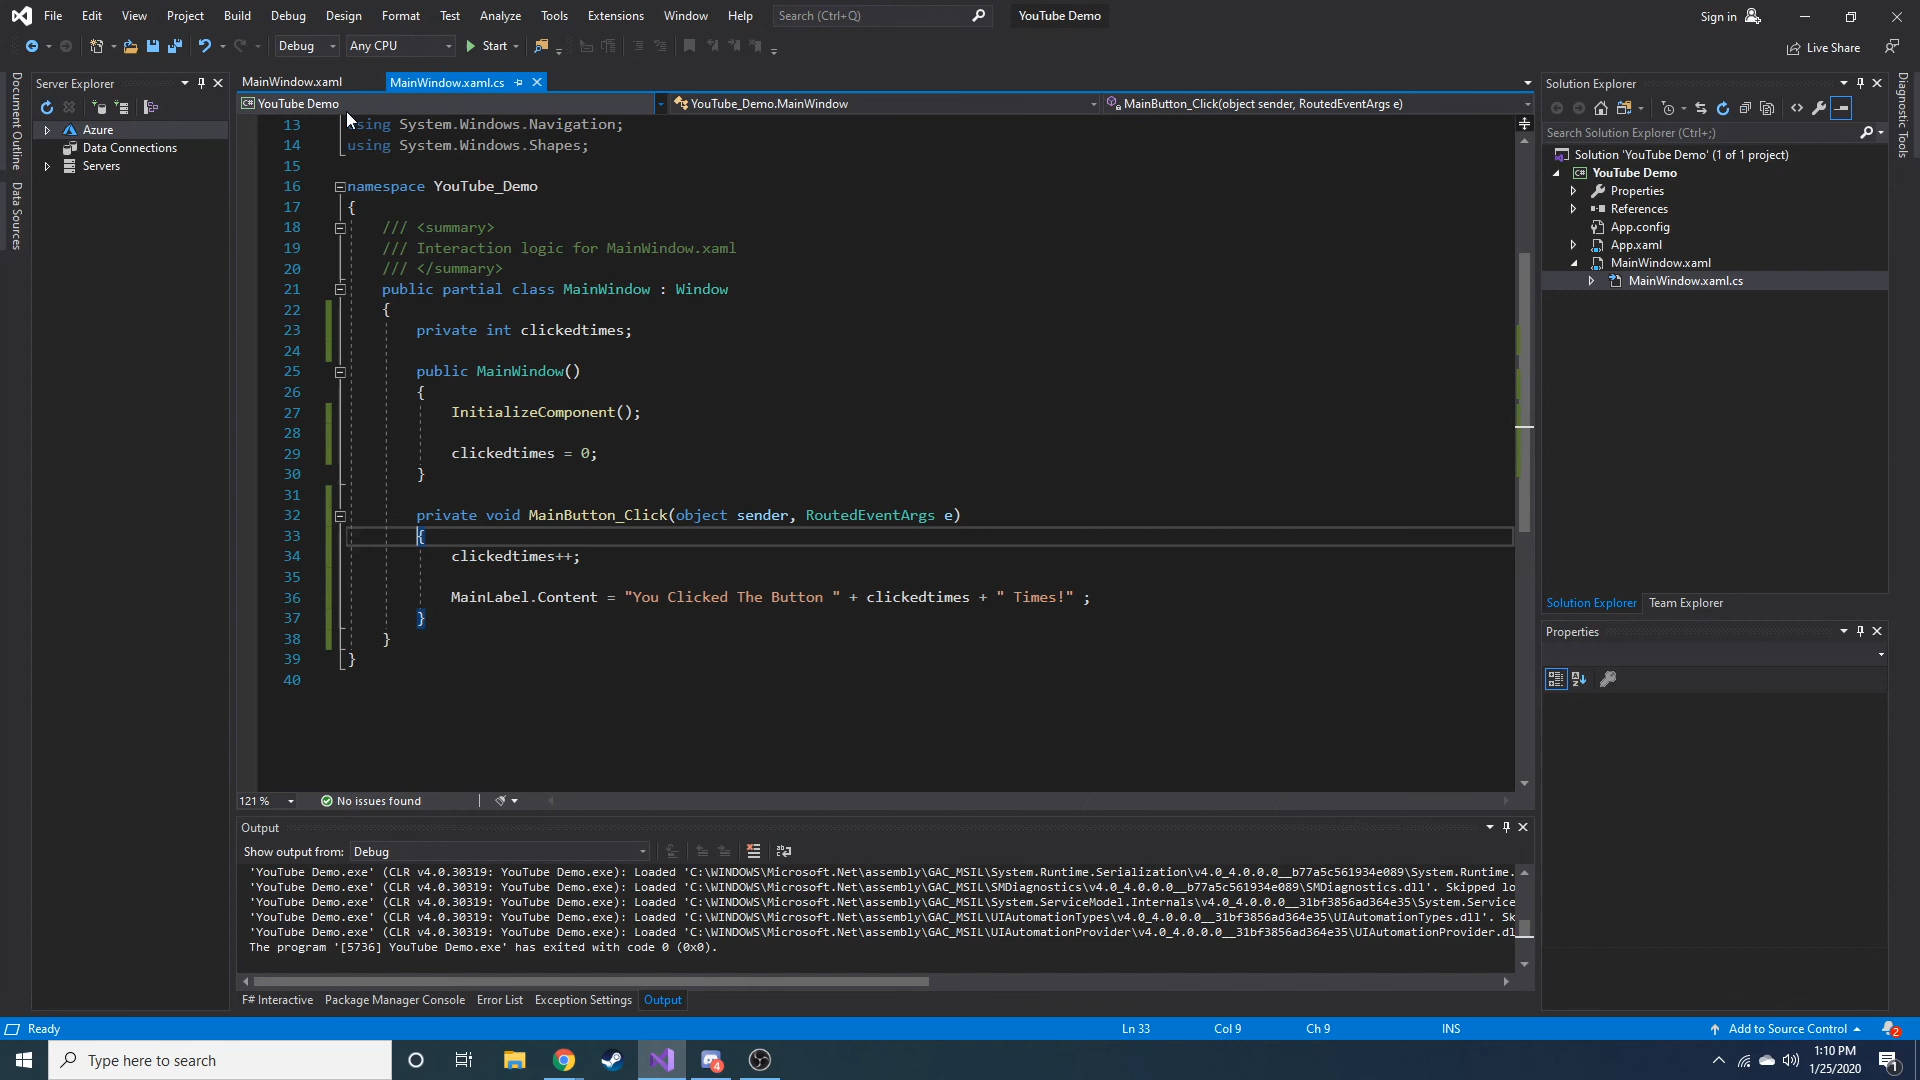 File Edit View Project Build Debug Design Format Test Analyze Tools Extensions Window Help Search (Ctrl+Q) YouTube Demo Sign in
Debug Any CPU Start Live Share
Document Outline
Data Sources
Server Explorer
Azure
Data Connections
Servers
MainWindow.xaml MainWindow.xaml.cs
C# YouTube Demo YouTube_Demo.MainWindow MainButton_Click(object sender, RoutedEventArgs e)
13 using System.Windows.Navigation;
14 using System.Windows.Shapes;
15
16 namespace YouTube_Demo
17 {
18 /// <summary>
19 /// Interaction logic for MainWindow.xaml
20 /// </summary>
21 public partial class MainWindow : Window
22 {
23 private int clickedtimes;
24
25 public MainWindow()
26 {
27 InitializeComponent();
28
29 clickedtimes = 0;
30 }
31
32 private void MainButton_Click(object sender, RoutedEventArgs e)
33 {
34 clickedtimes++;
35
36 MainLabel.Content = "You Clicked The Button " + clickedtimes + " Times!" ;
37 }
38 }
39 }
40
121 % No issues found
Output
Show output from: Debug
'YouTube Demo.exe' (CLR v4.0.30319: YouTube Demo.exe): Loaded 'C:\WINDOWS\Microsoft.Net\assembly\GAC_MSIL\System.Runtime.Serialization\v4.0_4.0.0.0__b77a5c561934e089\System.Runtime.
'YouTube Demo.exe' (CLR v4.0.30319: YouTube Demo.exe): Loaded 'C:\WINDOWS\Microsoft.Net\assembly\GAC_MSIL\SMDiagnostics\v4.0_4.0.0.0__b77a5c561934e089\SMDiagnostics.dll'. Skipped lo
'YouTube Demo.exe' (CLR v4.0.30319: YouTube Demo.exe): Loaded 'C:\WINDOWS\Microsoft.Net\assembly\GAC_MSIL\System.ServiceModel.Internals\v4.0_4.0.0.0__31bf3856ad364e35\System.Service
'YouTube Demo.exe' (CLR v4.0.30319: YouTube Demo.exe): Loaded 'C:\WINDOWS\Microsoft.Net\assembly\GAC_MSIL\UIAutomationTypes\v4.0_4.0.0.0__31bf3856ad364e35\UIAutomationTypes.dll'. Sk
'YouTube Demo.exe' (CLR v4.0.30319: YouTube Demo.exe): Loaded 'C:\WINDOWS\Microsoft.Net\assembly\GAC_MSIL\UIAutomationProvider\v4.0_4.0.0.0__31bf3856ad364e35\UIAutomationProvider.dl
The program '[5736] YouTube Demo.exe' has exited with code 0 (0x0).
F# Interactive Package Manager Console Error List Exception Settings Output
Solution Explorer
Search Solution Explorer (Ctrl+;)
Solution 'YouTube Demo' (1 of 1 project)
C# YouTube Demo
Properties
References
App.config
App.xaml
MainWindow.xaml
MainWindow.xaml.cs
Solution Explorer Team Explorer
Properties
Diagnostic Tools
Ready Ln 33 Col 9 Ch 9 INS Add to Source Control 2
Type here to search 4 1:10 PM
1/25/2020 1